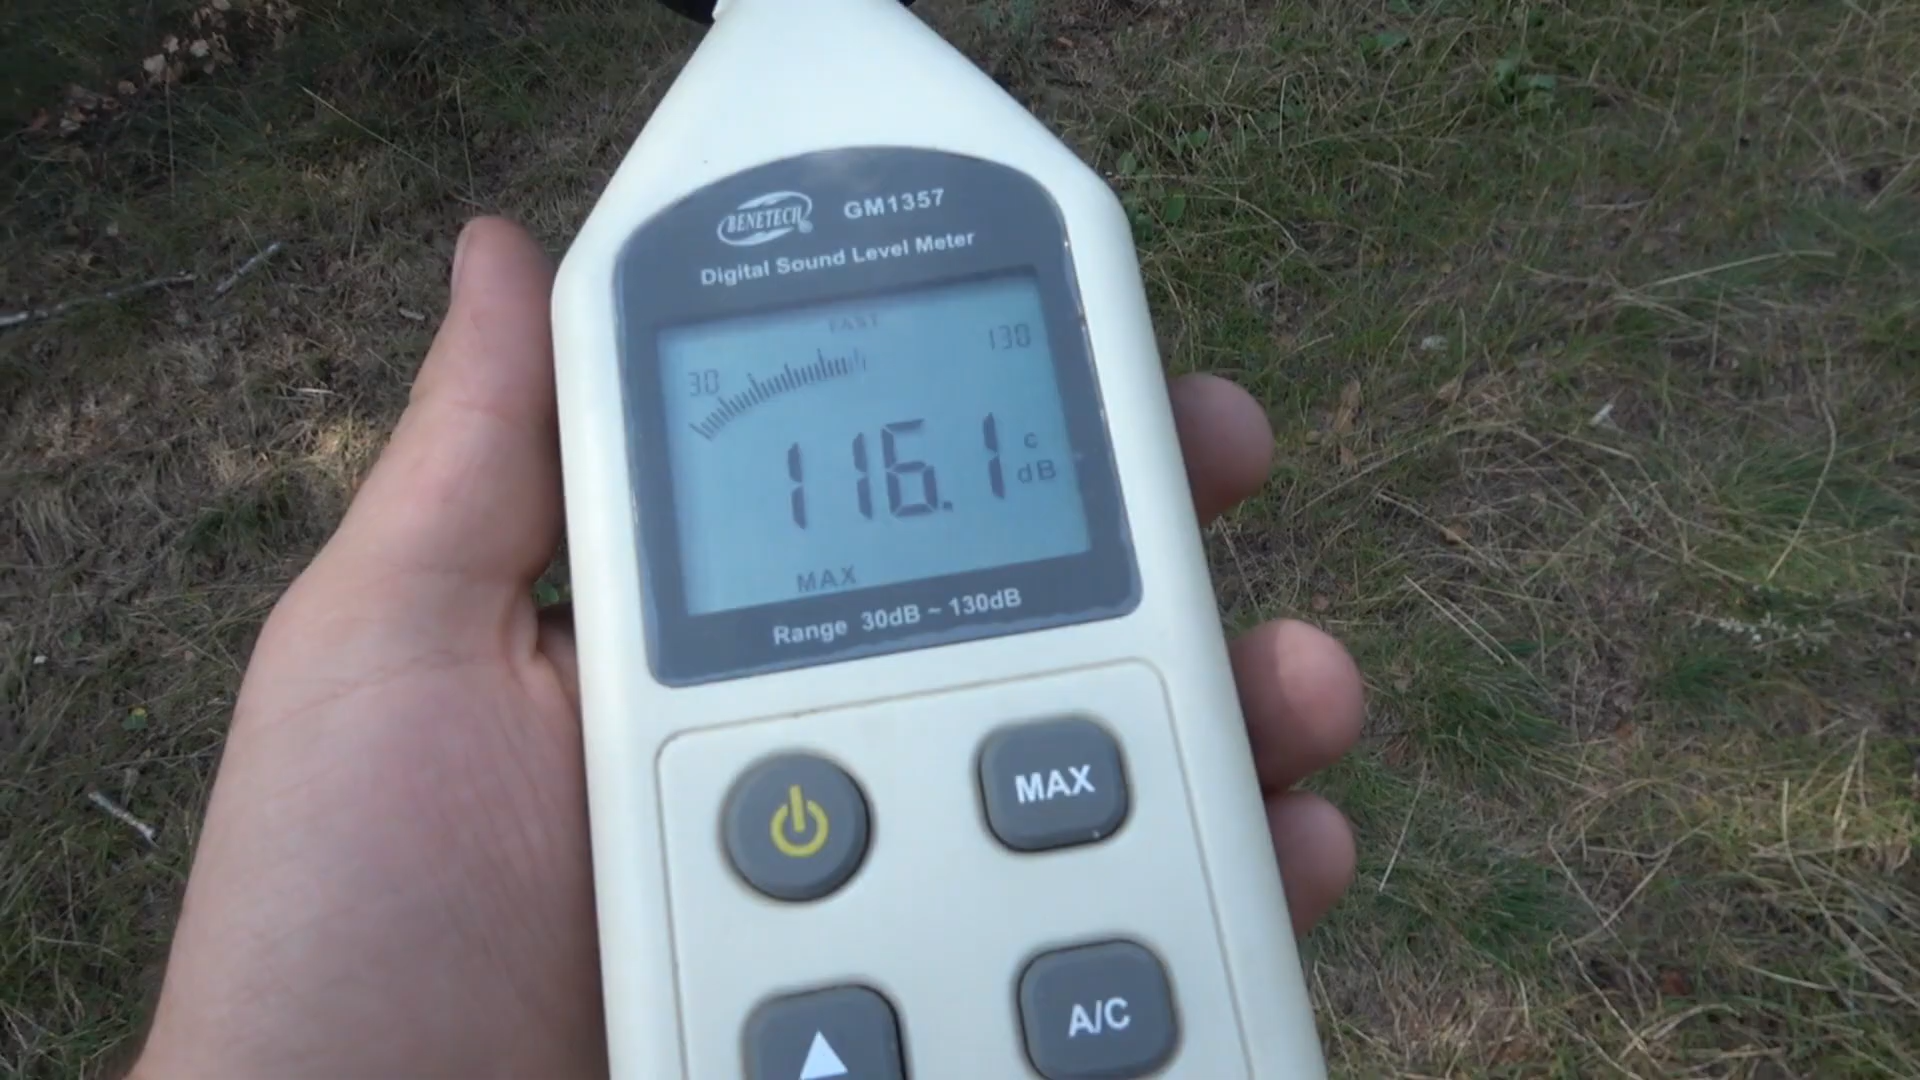 BENETECH® GM1357
Digital Sound Level Meter
FAST
30 130
116.1 c dB
MAX
Range 30dB ~ 130dB
MAX
A/C